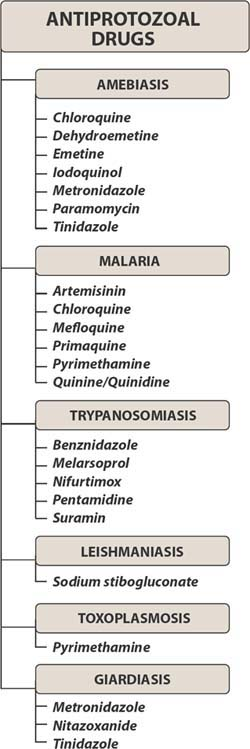 ANTIPROTOZOAL
DRUGS
AMEBIASIS
Chloroquine
Dehydroemetine
Emetine
Iodoquinol
Metronidazole
Paramomycin
Tinidazole
MALARIA
Artemisinin
Chloroquine
Mefloquine
Primaquine
Pyrimethamine
Quinine/Quinidine
TRYPANOSOMIASIS
Benznidazole
Melarsoprol
Nifurtimox
Pentamidine
Suramin
LEISHMANIASIS
Sodium stibogluconate
TOXOPLASMOSIS
Pyrimethamine
GIARDIASIS
Metronidazole
Nitazoxanide
Tinidazole